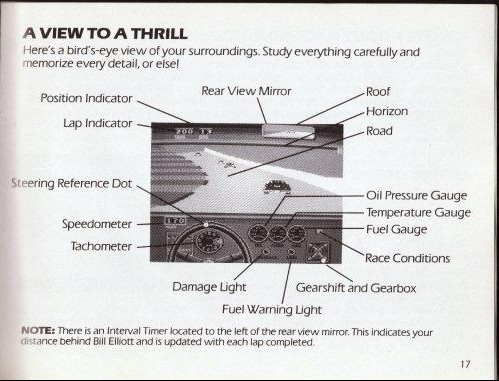 A VIEW TO A THRILL
Here's a bird's-eye view of your surroundings. Study everything carefully and
memorize every detail, or else!
Position Indicator
Rear View Mirror
Roof
Horizon
Lap Indicator
Road
200 13
Steering Reference Dot
Oil Pressure Gauge
Temperature Gauge
Speedometer
176
Fuel Gauge
Tachometer
Race Conditions
Damage Light
Gearshift and Gearbox
Fuel Warning Light
NOTE: There is an Interval Timer located to the left of the rear view mirror. This indicates your
distance behind Bill Elliott and is updated with each lap completed.
17